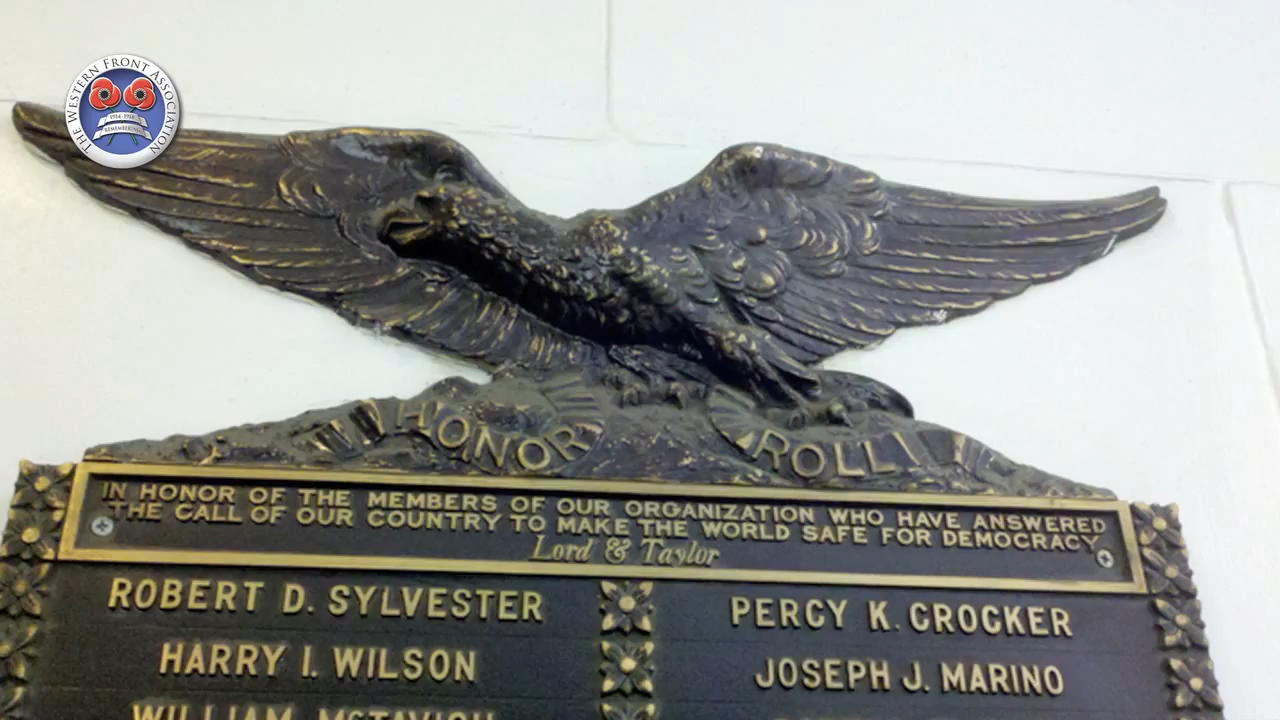 THE WESTERN FRONT ASSOCIATION
1914-1918
REMEMBERING
HONOR ROLL
IN HONOR OF THE MEMBERS OF OUR ORGANIZATION WHO HAVE ANSWERED
THE CALL OF OUR COUNTRY TO MAKE THE WORLD SAFE FOR DEMOCRACY
Lord & Taylor
ROBERT D. SYLVESTER
PERCY K. CROCKER
HARRY I. WILSON
JOSEPH J. MARINO
WILLIAM McTAVISH